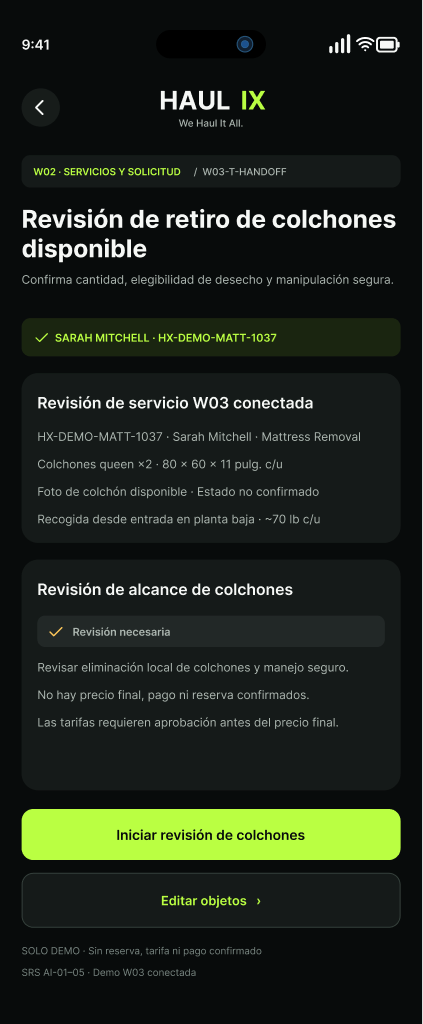 9:41
HAUL IX
We Haul It All.
W02 · SERVICIOS Y SOLICITUD / W03-T-HANDOFF
Revisión de retiro de colchones
disponible
Confirma cantidad, elegibilidad de desecho y manipulación segura.
SARAH MITCHELL · HX-DEMO-MATT-1037
Revisión de servicio W03 conectada
HX-DEMO-MATT-1037 · Sarah Mitchell · Mattress Removal
Colchones queen ×2 · 80 × 60 × 11 pulg. c/u
Foto de colchón disponible · Estado no confirmado
Recogida desde entrada en planta baja · ~70 lb c/u
Revisión de alcance de colchones
Revisión necesaria
Revisar eliminación local de colchones y manejo seguro.
No hay precio final, pago ni reserva confirmados.
Las tarifas requieren aprobación antes del precio final.
Iniciar revisión de colchones
Editar objetos ›
SOLO DEMO · Sin reserva, tarifa ni pago confirmado
SRS AI-01–05 · Demo W03 conectada